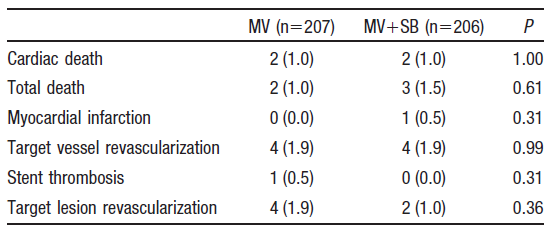 MV (n=207) MV+SB (n=206) P
Cardiac death 2 (1.0) 2 (1.0) 1.00
Total death 2 (1.0) 3 (1.5) 0.61
Myocardial infarction 0 (0.0) 1 (0.5) 0.31
Target vessel revascularization 4 (1.9) 4 (1.9) 0.99
Stent thrombosis 1 (0.5) 0 (0.0) 0.31
Target lesion revascularization 4 (1.9) 2 (1.0) 0.36